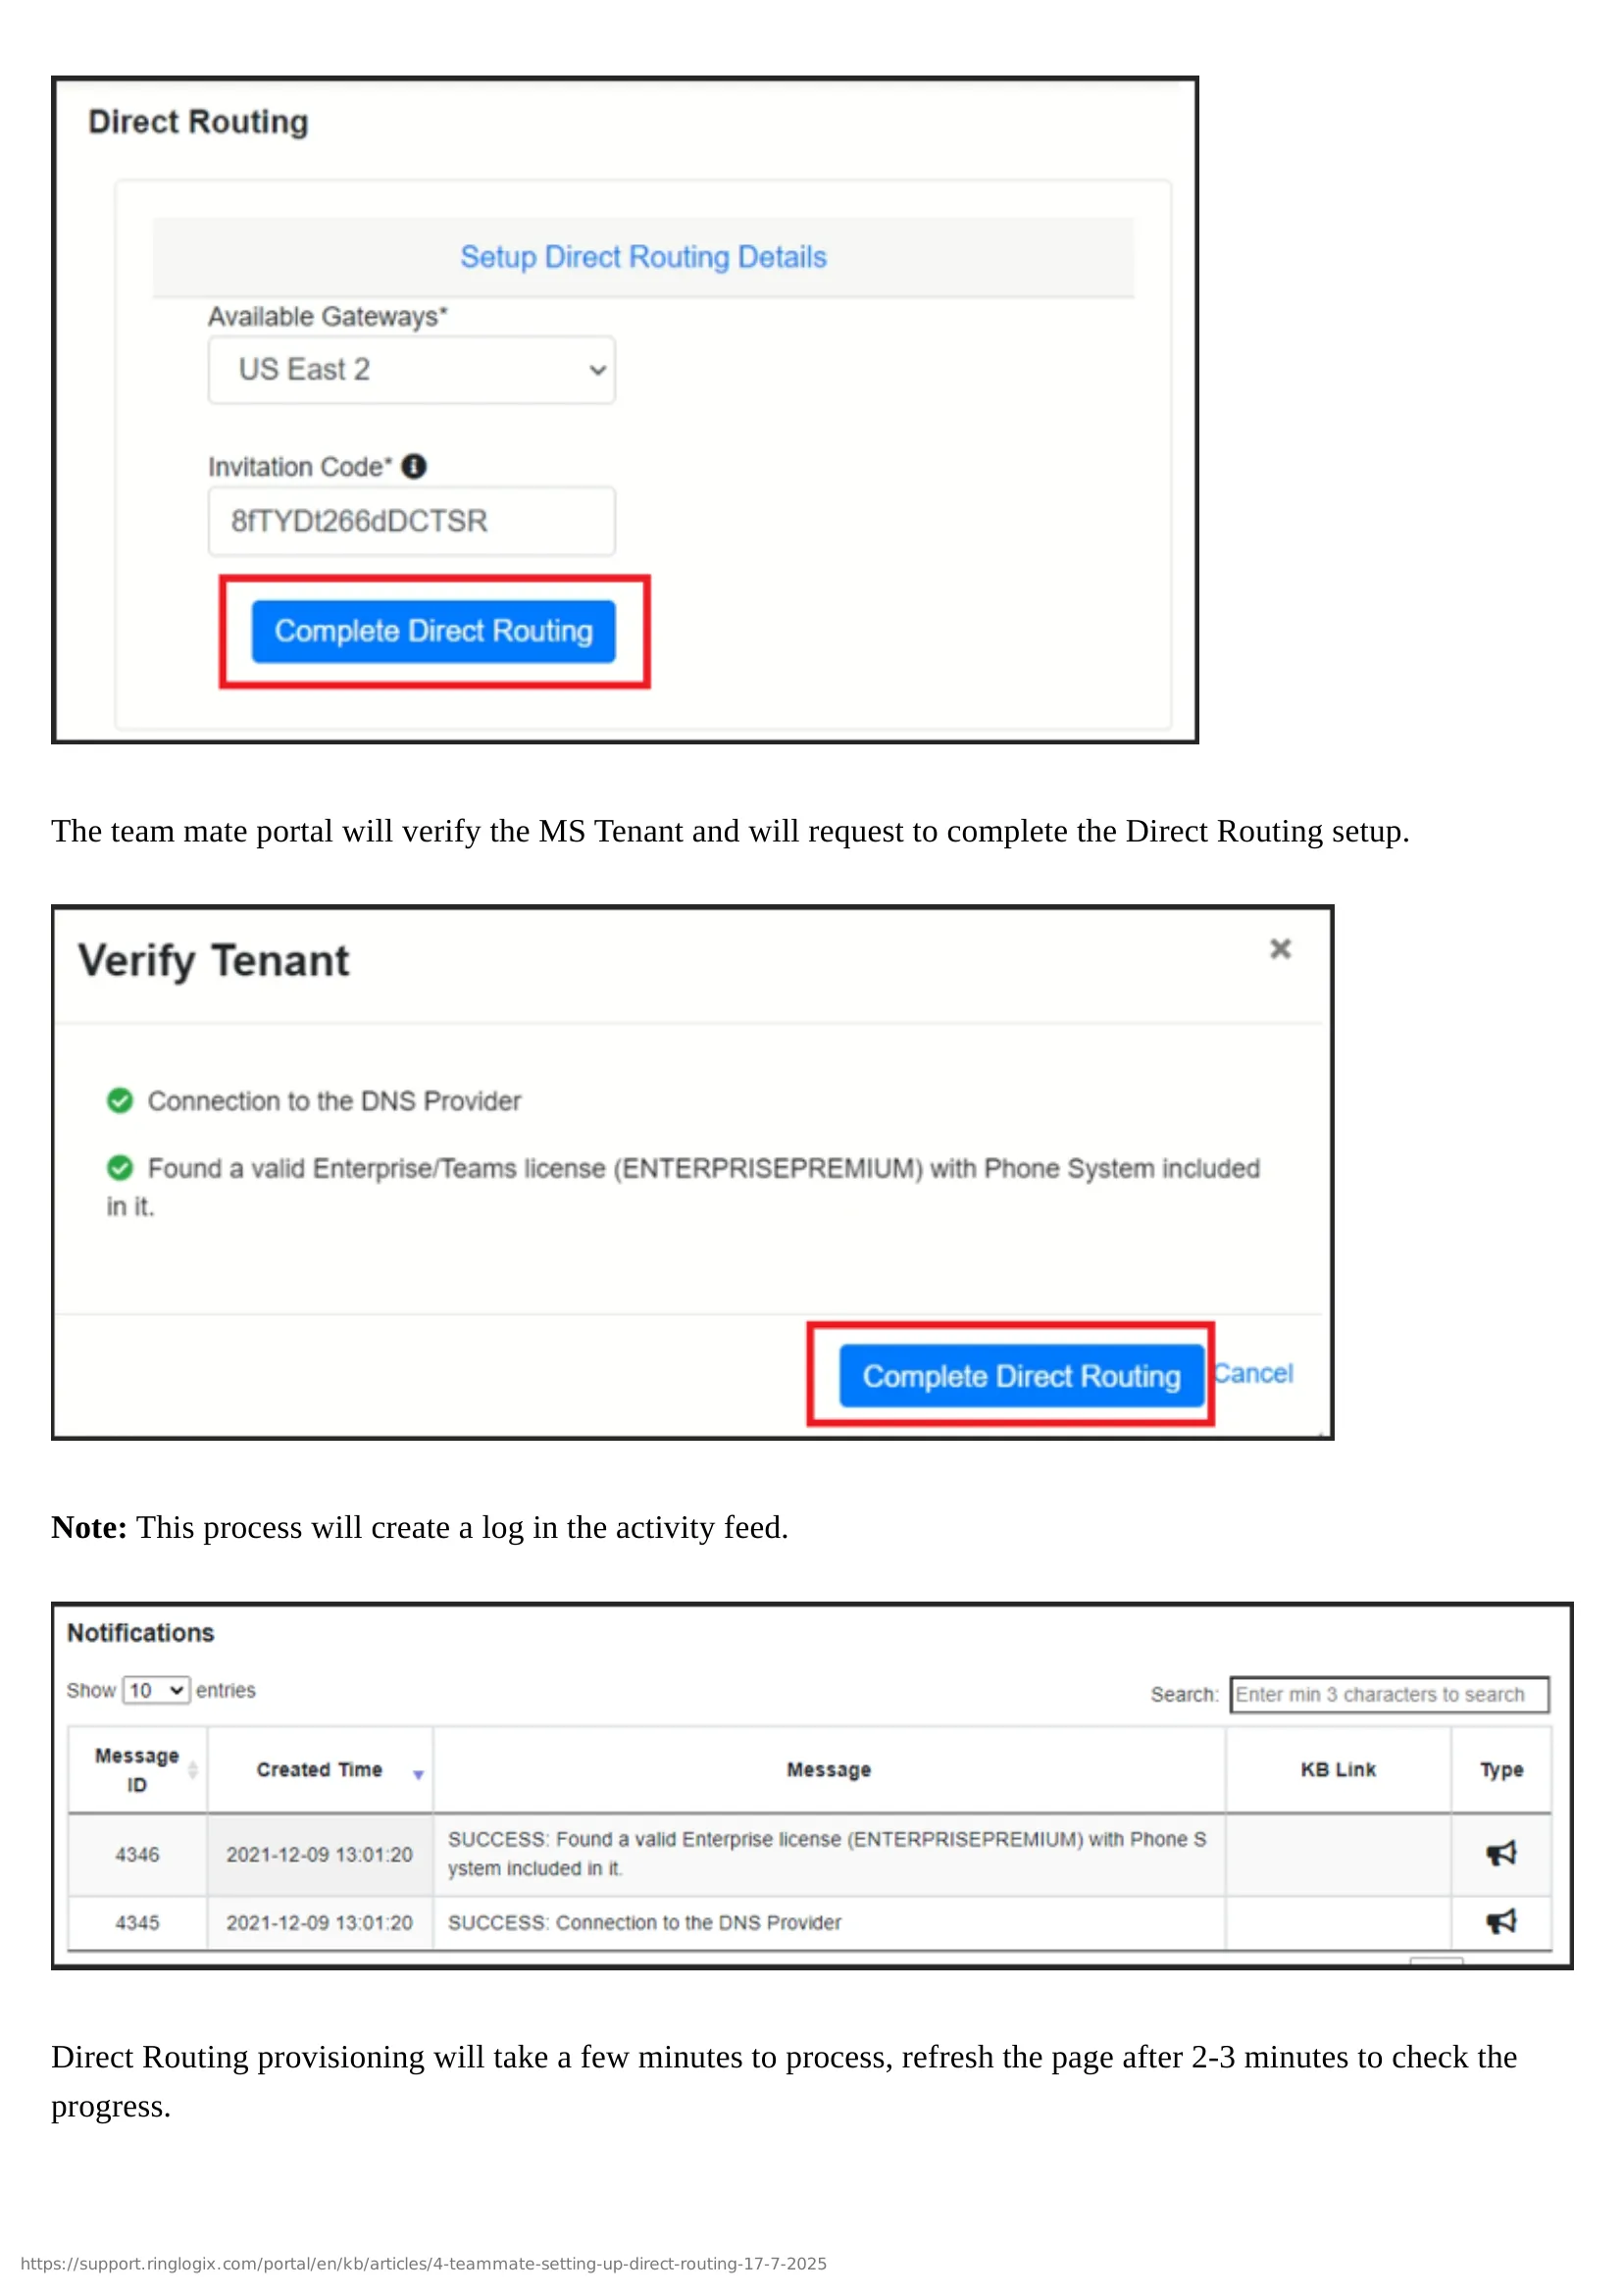 Direct Routing
Setup Direct Routing Details
Available Gateways*
US East 2
Invitation Code*
8fTYDt266dDCTSR
Complete Direct Routing
The team mate portal will verify the MS Tenant and will request to complete the Direct Routing setup.
Verify Tenant
Connection to the DNS Provider
Found a valid Enterprise/Teams license (ENTERPRISEPREMIUM) with Phone System included
in it.
Complete Direct Routing Cancel
Note: This process will create a log in the activity feed.
Notifications
Show 10 entries Search: Enter min 3 characters to search
Message
ID Created Time Message KB Link Type
4346 2021-12-09 13:01:20 SUCCESS: Found a valid Enterprise license (ENTERPRISEPREMIUM) with Phone S
ystem included in it.
4345 2021-12-09 13:01:20 SUCCESS: Connection to the DNS Provider
Direct Routing provisioning will take a few minutes to process, refresh the page after 2-3 minutes to check the
progress.
https://support.ringlogix.com/portal/en/kb/articles/4-teammate-setting-up-direct-routing-17-7-2025